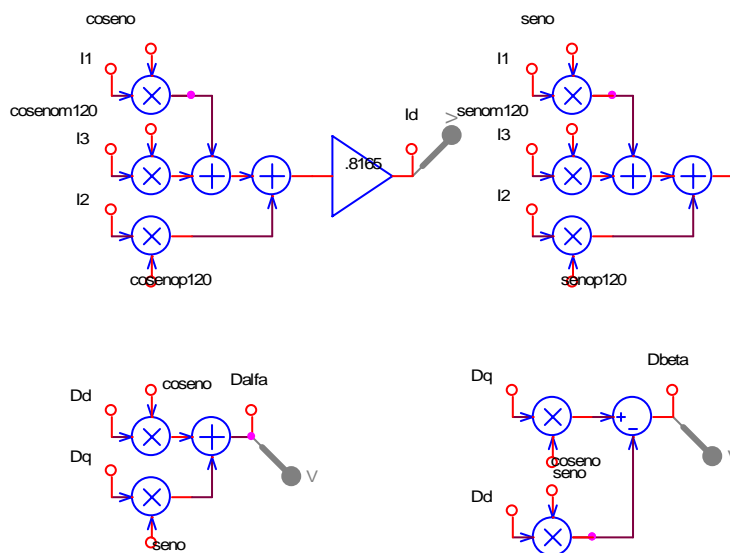 coseno
I1
cosenom120
I3
I2
cosenop120
.8165
Id
V
seno
I1
senom120
I3
I2
senop120
coseno
Dd
Dq
seno
Dalfa
V
Dq
coseno
seno
Dd
Dbeta
V